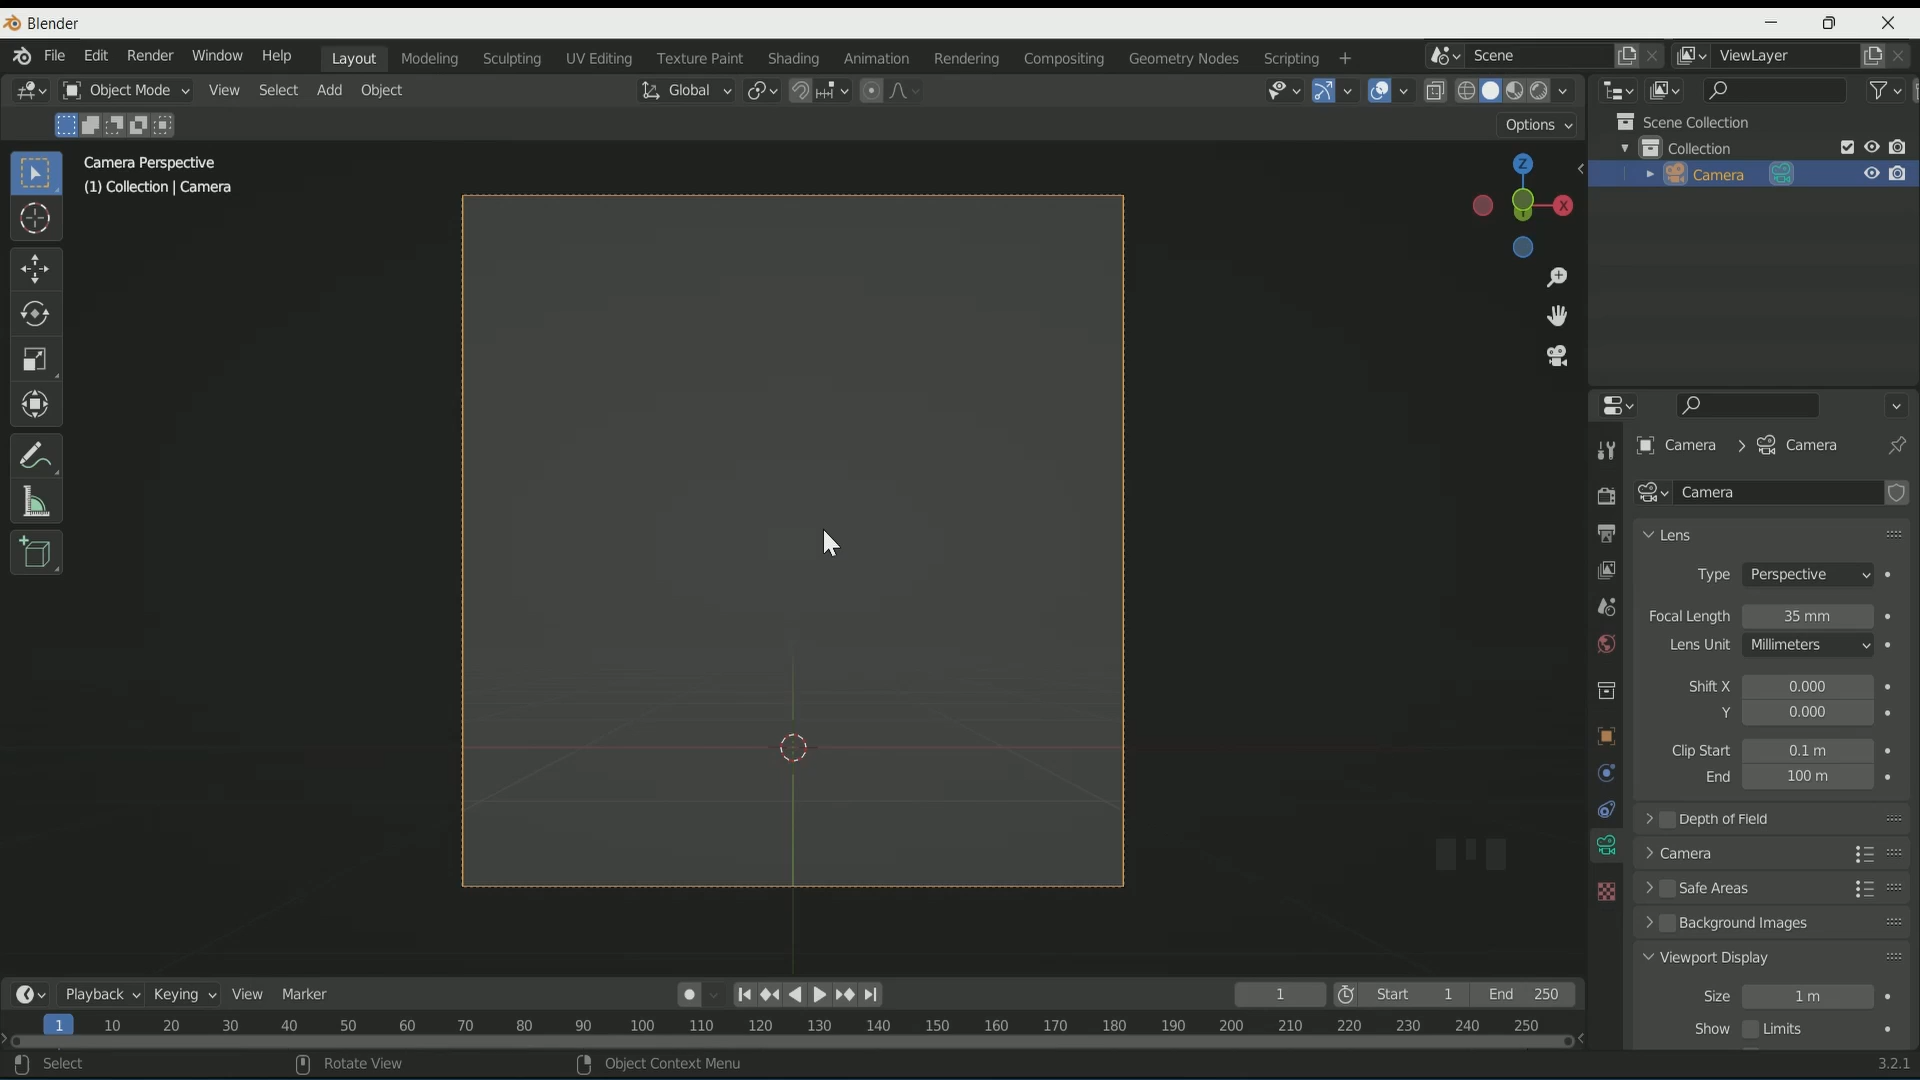 Blender
File Edit Render Window Help Layout Modeling Sculpting UV Editing Texture Paint Shading Animation Rendering Compositing Geometry Nodes Scripting + Scene ViewLayer
Object Mode View Select Add Object Global
Options
Camera Perspective
(1) Collection | Camera
Z
X
Y
Scene Collection
Collection
Camera
Camera > Camera
Camera
Lens
Type Perspective
Focal Length 35 mm
Lens Unit Millimeters
Shift X 0.000
Y 0.000
Clip Start 0.1 m
End 100 m
Depth of Field
Camera
Safe Areas
Background Images
Viewport Display
Size 1 m
Show Limits
Playback Keying View Marker 1 Start 1 End 250
1 10 20 30 40 50 60 70 80 90 100 110 120 130 140 150 160 170 180 190 200 210 220 230 240 250
Select Rotate View Object Context Menu 3.2.1